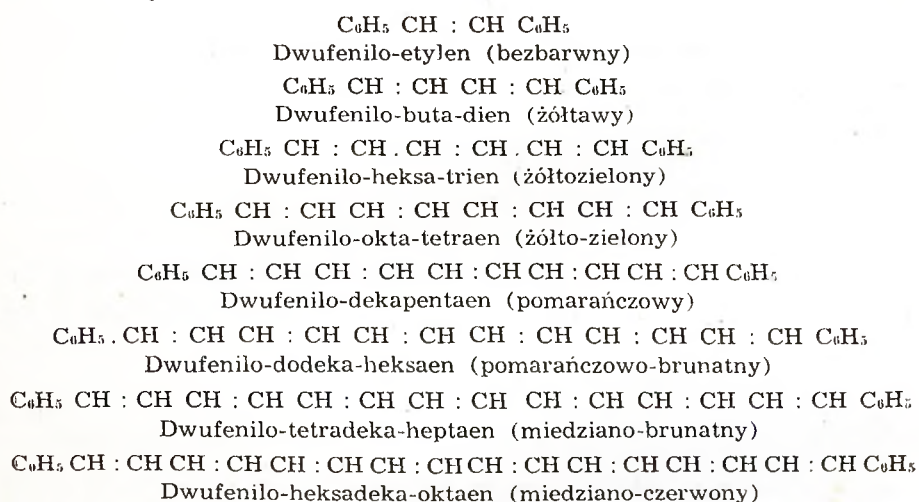 C₆H₅ CH : CH C₆H₅
Dwufenilo-etylen (bezbarwny)
C₆H₅ CH : CH CH : CH C₆H₅
Dwufenilo-buta-dien (żółtawy)
C₆H₅ CH : CH . CH : CH . CH : CH C₆H₅
Dwufenilo-heksa-trien (żółtozielony)
C₆H₅ CH : CH CH : CH CH : CH CH : CH C₆H₅
Dwufenilo-okta-tetraen (żółto-zielony)
C₆H₅ CH : CH CH : CH CH : CH CH : CH CH : CH C₆H₅
Dwufenilo-dekapentaen (pomarańczowy)
C₆H₅ . CH : CH CH : CH CH : CH CH : CH CH : CH CH : CH C₆H₅
Dwufenilo-dodeka-heksaen (pomarańczowo-brunatny)
C₆H₅ CH : CH CH : CH CH : CH CH : CH CH : CH CH : CH CH : CH C₆H₅
Dwufenilo-tetradeka-heptaen (miedziano-brunatny)
C₆H₅ CH : CH CH : CH CH : CH CH : CH CH : CH CH : CH CH : CH CH : CH C₆H₅
Dwufenilo-heksadeka-oktaen (miedziano-czerwony)